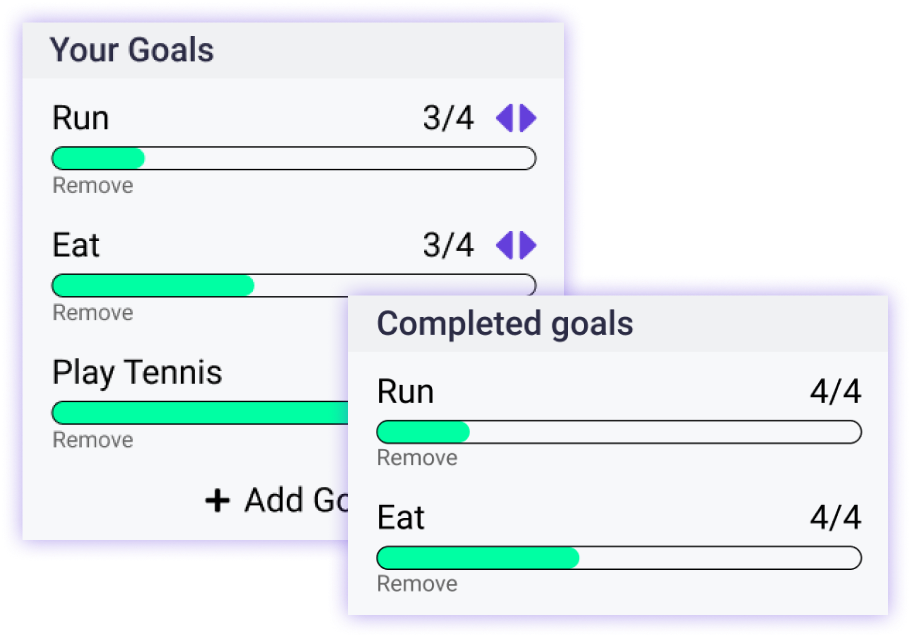 Your Goals
Run 3/4
Remove
Eat 3/4
Remove
Play Tennis
Remove
+ Add Go
Completed goals
Run 4/4
Remove
Eat 4/4
Remove